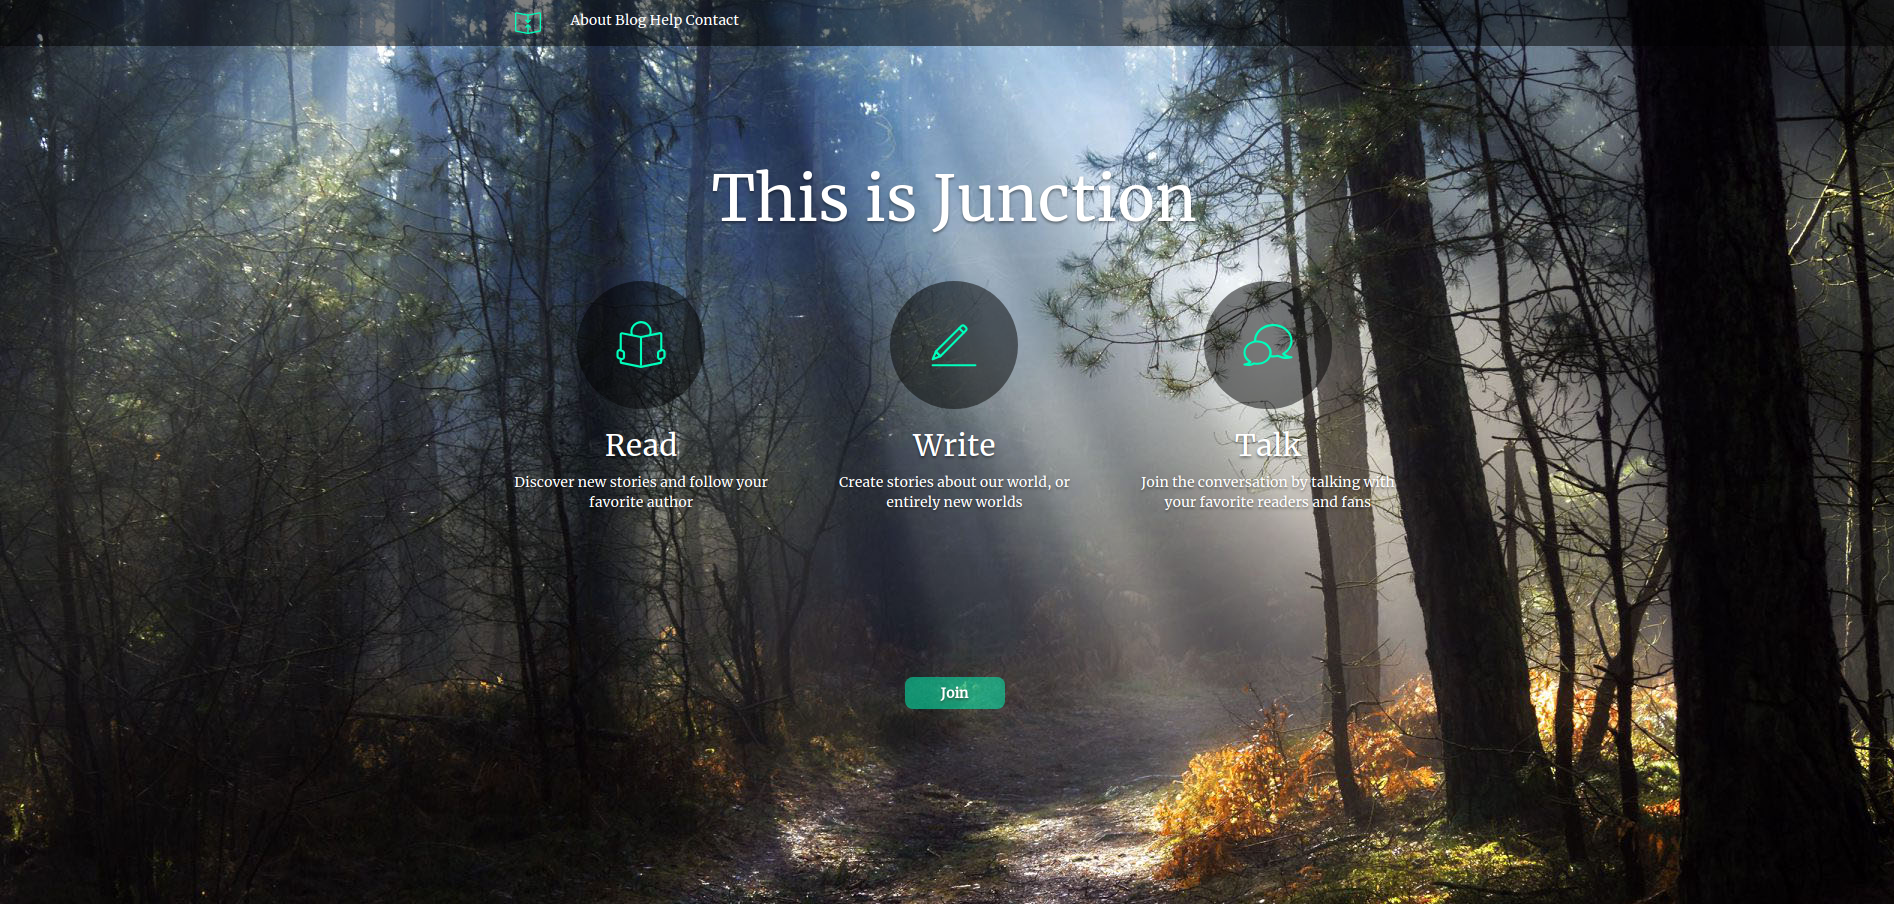 About Blog Help Contact
This is Junction
Read
Discover new stories and follow your
favorite author
Write
Create stories about our world, or
entirely new worlds
Talk
Join the conversation by talking with
your favorite readers and fans
Join